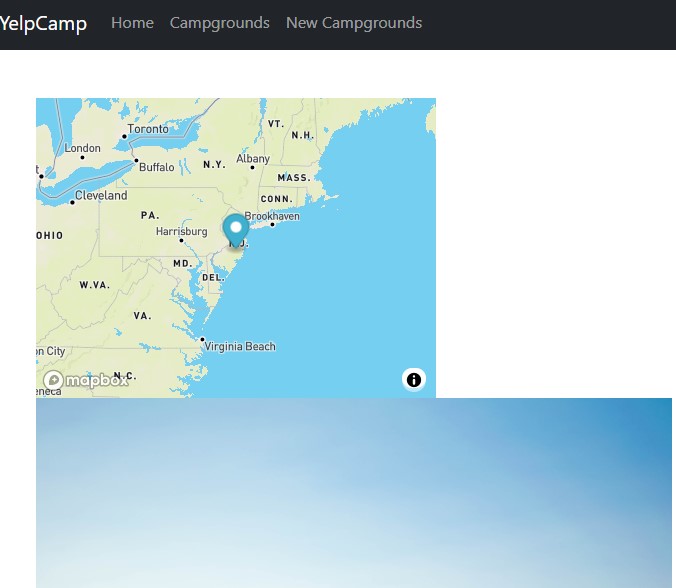 YelpCamp Home Campgrounds New Campgrounds
Toronto
VT.
N.H.
London
Buffalo
N.Y.
Albany
t
MASS.
Cleveland
CONN.
PA.
Brookhaven
OHIO
Harrisburg
MD.
DEL.
W.VA.
VA.
Virginia Beach
on City
mapbox
N.C.
eneca